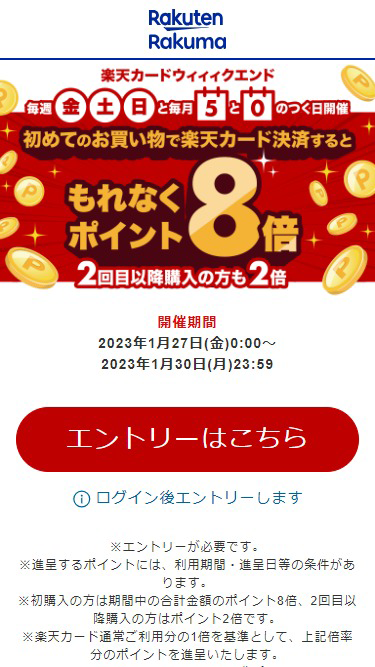 Rakuten
Rakuma
楽天カードウィィィクエンド
毎週 金 土 日 と毎月 5 と 0 のつく日開催
初めてのお買い物で楽天カード決済すると
もれなく
ポイント 8倍
2回目以降購入の方も2倍
開催期間
2023年1月27日(金)0:00～
2023年1月30日(月)23:59
エントリーはこちら
ログイン後エントリーします
※エントリーが必要です。
※進呈するポイントには、利用期間・進呈日等の条件があ
ります。
※初購入の方は期間中の合計金額のポイント8倍、2回目以
降購入の方はポイント2倍です。
※楽天カード通常ご利用分の1倍を基準として、上記倍率
分のポイントを進呈いたします。